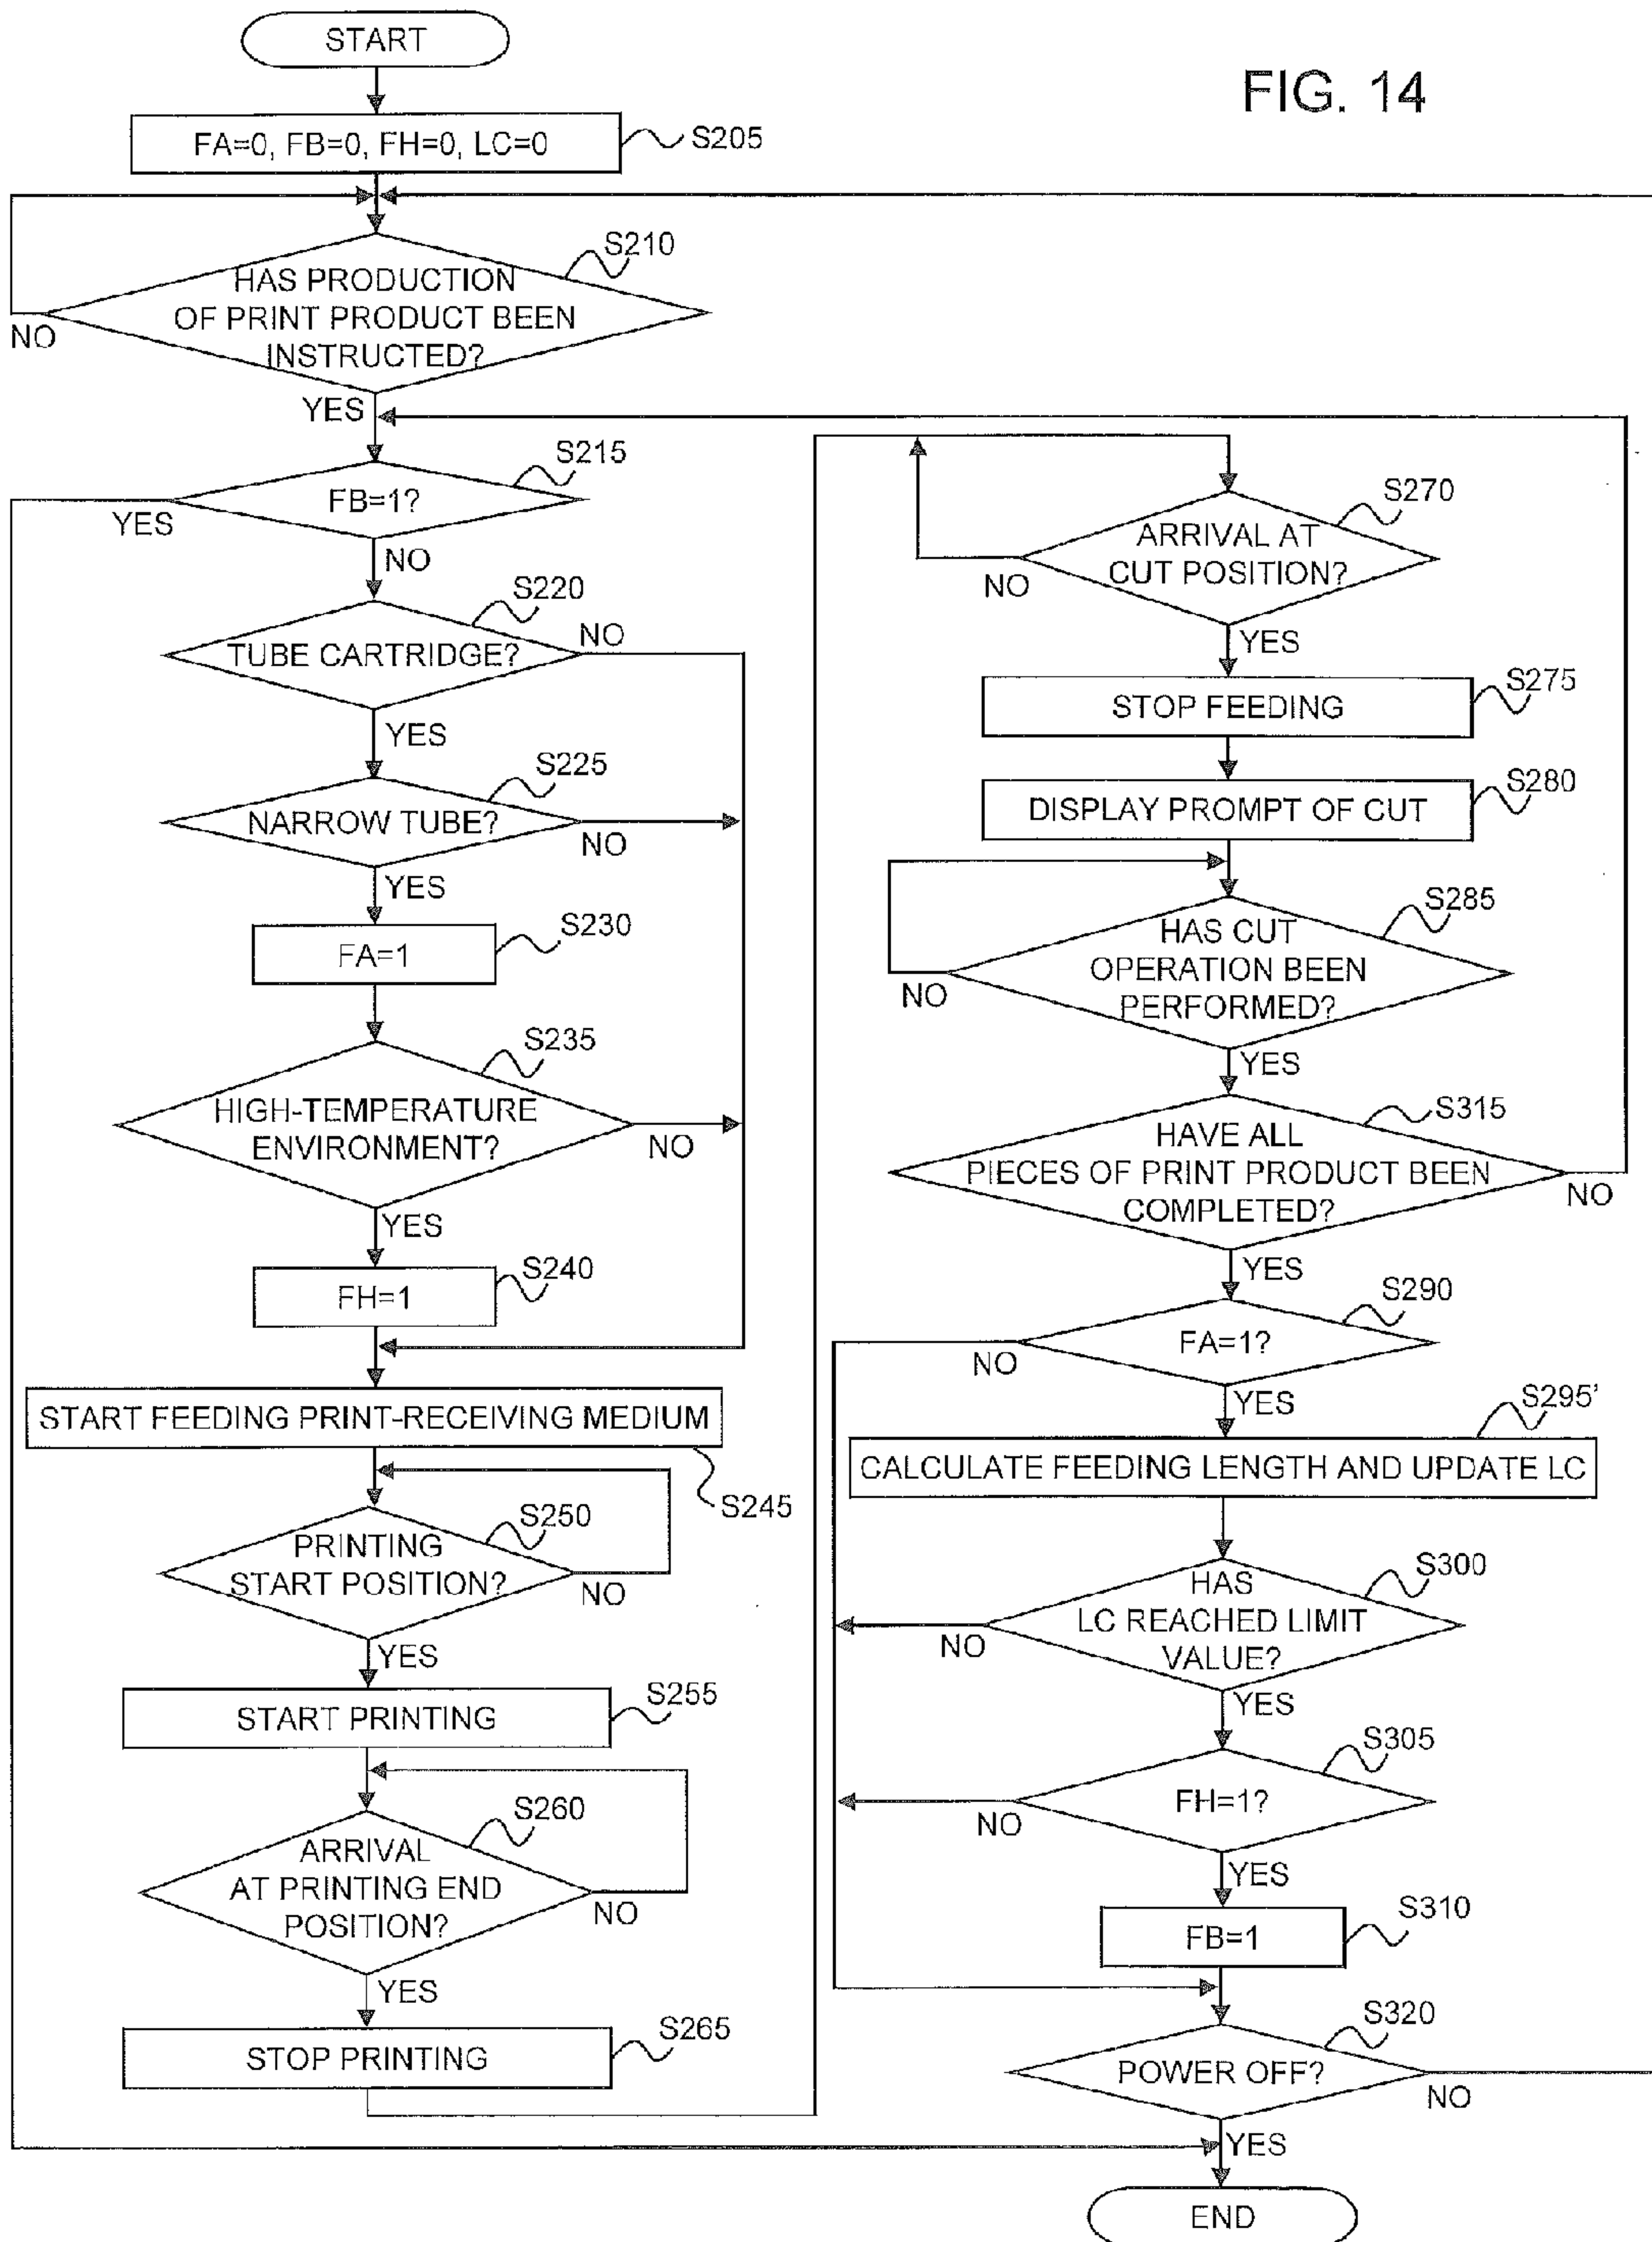 FIG. 14
START
FA=0, FB=0, FH=0, LC=0
S205
S210
HAS PRODUCTION
OF PRINT PRODUCT BEEN
INSTRUCTED?
NO
YES
S215
FB=1?
YES
NO
S220
TUBE CARTRIDGE?
NO
YES
S225
NARROW TUBE?
NO
YES
S230
FA=1
S235
HIGH-TEMPERATURE
ENVIRONMENT?
NO
YES
S240
FH=1
START FEEDING PRINT-RECEIVING MEDIUM
S245
S250
PRINTING
START POSITION?
NO
YES
S255
START PRINTING
S260
ARRIVAL
AT PRINTING END
POSITION?
NO
YES
S265
STOP PRINTING
S270
ARRIVAL AT
CUT POSITION?
NO
YES
S275
STOP FEEDING
S280
DISPLAY PROMPT OF CUT
S285
HAS CUT
OPERATION BEEN
PERFORMED?
NO
YES
S315
HAVE ALL
PIECES OF PRINT PRODUCT BEEN
COMPLETED?
NO
YES
S290
FA=1?
NO
YES
S295'
CALCULATE FEEDING LENGTH AND UPDATE LC
S300
HAS
LC REACHED LIMIT
VALUE?
NO
YES
S305
FH=1?
NO
YES
S310
FB=1
S320
POWER OFF?
NO
YES
END